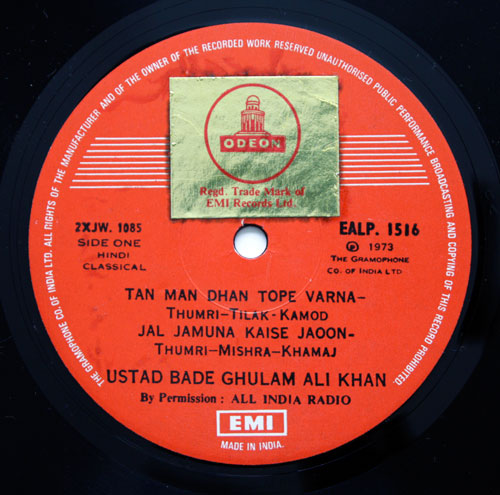 THE GRAMOPHONE CO. OF INDIA LTD. ALL RIGHTS OF THE MANUFACTURER AND OF THE OWNER OF THE RECORDED WORK RESERVED UNAUTHORISED PUBLIC PERFORMANCE BROADCASTING AND COPYING OF THIS RECORD PROHIBITED.
ODEON
Regd. Trade Mark of
EMI Records Ltd.
2XJW. 1085
SIDE ONE
HINDI
CLASSICAL
EALP. 1516
℗ 1973
THE GRAMOPHONE
CO. OF INDIA LTD
TAN MAN DHAN TOPE VARNA–
THUMRI–TILAK–KAMOD
JAL JAMUNA KAISE JAOON–
THUMRI–MISHRA–KHAMAJ
USTAD BADE GHULAM ALI KHAN
By Permission : ALL INDIA RADIO
EMI
MADE IN INDIA.